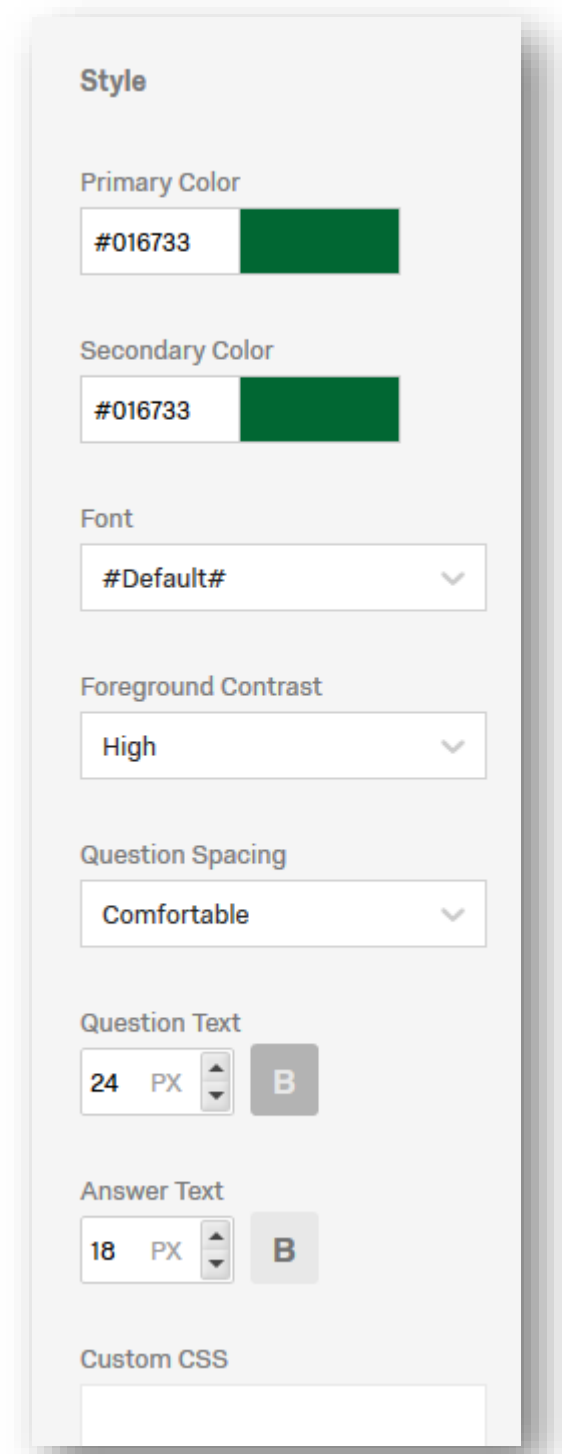 Style
Primary Color
#016733
Secondary Color
#016733
Font
#Default#
Foreground Contrast
High
Question Spacing
Comfortable
Question Text
24 PX B
Answer Text
18 PX B
Custom CSS